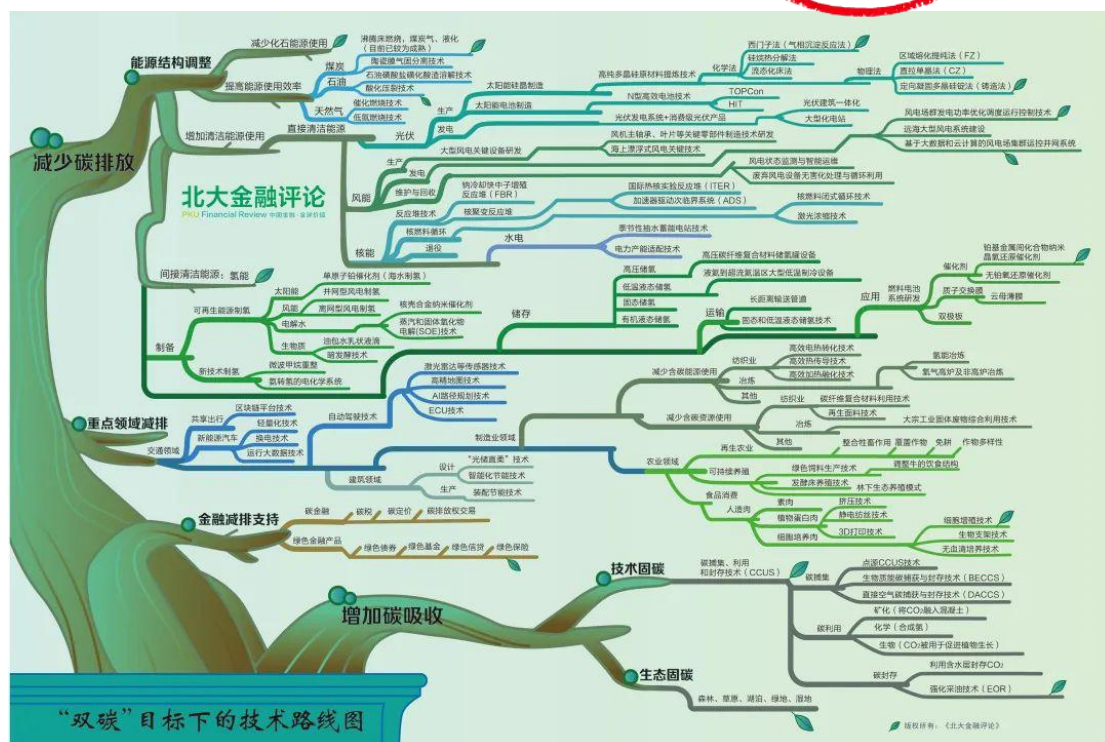 减少碳排放
能源结构调整
减少化石能源使用
提高能源使用效率
煤炭
沸腾床燃烧，煤炭气、液化
（目前已较为成熟）
陶瓷膜气固分离技术
石油
石油磺酸盐磺化酸渣溶解技术
酸化压裂技术
天然气
催化燃烧技术
低氮燃烧技术
增加清洁能源使用
直接清洁能源
光伏
生产
太阳能硅晶制造
高纯多晶硅原材料提炼技术
化学法
西门子法（气相沉淀反应法）
硅烷热分解法
流态化床法
物理法
区域熔化提纯法（FZ）
直拉单晶法（CZ）
定向凝固多晶硅锭法（铸造法）
太阳能电池制造
N型高效电池技术
TOPCon
HIT
发电
光伏发电系统+消费级光伏产品
光伏建筑一体化
大型化电站
风能
生产
大型风电关键设备研发
风机主轴承、叶片等关键零部件制造技术研发
海上漂浮式风电关键技术
发电
风电场群发电功率优化调度运行控制技术
远海大型风电系统建设
基于大数据和云计算的风电场集群运控并网系统
维护与回收
风电状态监测与智能运维
废弃风电设备无害化处理与循环利用
核能
反应堆技术
钠冷却快中子增殖
反应堆（FBR）
核聚变反应堆
国际热核实验反应堆（ITER）
加速器驱动次临界系统（ADS）
核燃料循环
核燃料闭式循环技术
激光浓缩技术
退役
水电
季节性抽水蓄能电站技术
电力产能适配技术
北大金融评论
PKU Financial Review 中国金融·全球价值
间接清洁能源：氢能
制备
可再生能源制氢
太阳能
单原子铂催化剂（海水制氢）
风能
并网型风电制氢
离网型风电制氢
电解水
核壳合金纳米催化剂
蒸汽和固体氧化物
电解(SOE)技术
生物质
油包水乳状液滴
暗发酵技术
新技术制氢
微波甲烷重整
氨转氢的电化学系统
储存
高压储氢
高压碳纤维复合材料储氢罐设备
低温液态储氢
液氦到超流氦温区大型低温制冷设备
固态储氢
有机液态储氢
运输
长距离输送管道
固态和低温液态储氢技术
应用
燃料电池
系统研发
催化剂
铂基金属间化合物纳米
晶氧还原催化剂
无铂氧还原催化剂
质子交换膜
云母薄膜
双极板
重点领域减排
交通领域
共享出行
区块链平台技术
新能源汽车
轻量化技术
换电技术
运行大数据技术
自动驾驶技术
激光雷达等传感器技术
高精地图技术
AI路径规划技术
ECU技术
建筑领域
设计
“光储直柔”技术
智能化节能技术
生产
装配节能技术
制造业领域
减少含碳能源使用
纺织业
高效电热转化技术
高效热传导技术
高效加热融化技术
冶炼
氢能冶炼
氧气高炉及非高炉冶炼
其他
减少含碳资源使用
纺织业
碳纤维复合材料利用技术
再生面料技术
冶炼
大宗工业固体废物综合利用技术
其他
农业领域
再生农业
整合性畜作用
覆盖作物
免耕
作物多样性
可持续养殖
绿色饲料生产技术
调整牛的饮食结构
发酵床养殖技术
林下生态养殖模式
食品消费
人造肉
素肉
植物蛋白肉
挤压技术
静电纺丝技术
3D打印技术
细胞培养肉
细胞增殖技术
生物支架技术
无血清培养技术
金融减排支持
碳金融
碳税
碳定价
碳排放权交易
绿色金融产品
绿色债券
绿色基金
绿色信贷
绿色保险
增加碳吸收
技术固碳
碳捕集、利用
和封存技术（CCUS）
碳捕集
点源CCUS技术
生物质能碳捕获与封存技术（BECCS）
直接空气碳捕获与封存技术（DACCS）
碳利用
矿化（将CO₂融入混凝土）
化学（合成氨）
生物（CO₂被用于促进植物生长）
碳封存
利用含水层封存CO₂
强化采油技术（EOR）
生态固碳
森林、草原、湖泊、绿地、湿地
“双碳”目标下的技术路线图
版权所有：《北大金融评论》